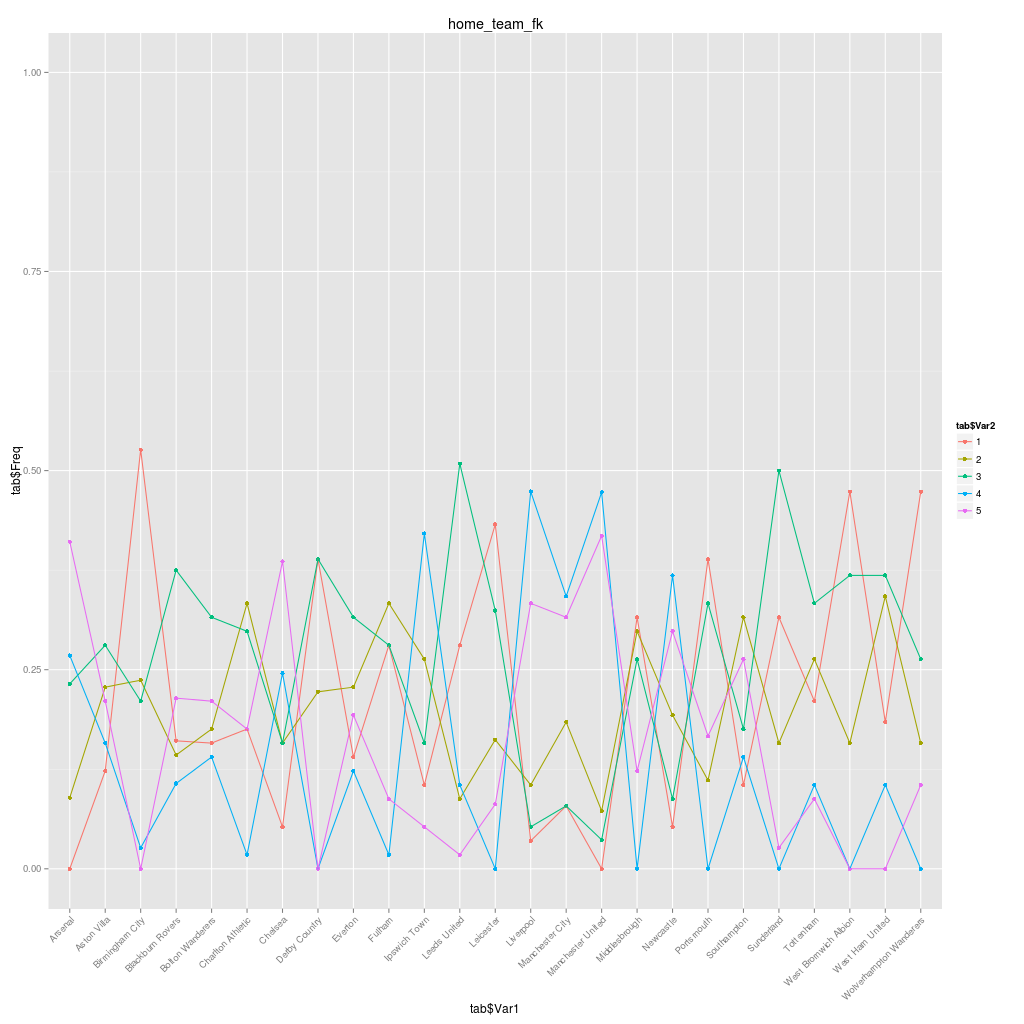 home_team_fk
1.00
0.75
0.50
0.25
0.00
tab$Freq
Arsenal
Aston Villa
Birmingham City
Blackburn Rovers
Bolton Wanderers
Charlton Athletic
Chelsea
Derby County
Everton
Fulham
Ipswich Town
Leeds United
Leicester
Liverpool
Manchester City
Manchester United
Middlesbrough
Newcastle
Portsmouth
Southampton
Sunderland
Tottenham
West Bromwich Albion
West Ham United
Wolverhampton Wanderers
tab$Var1
tab$Var2
1
2
3
4
5